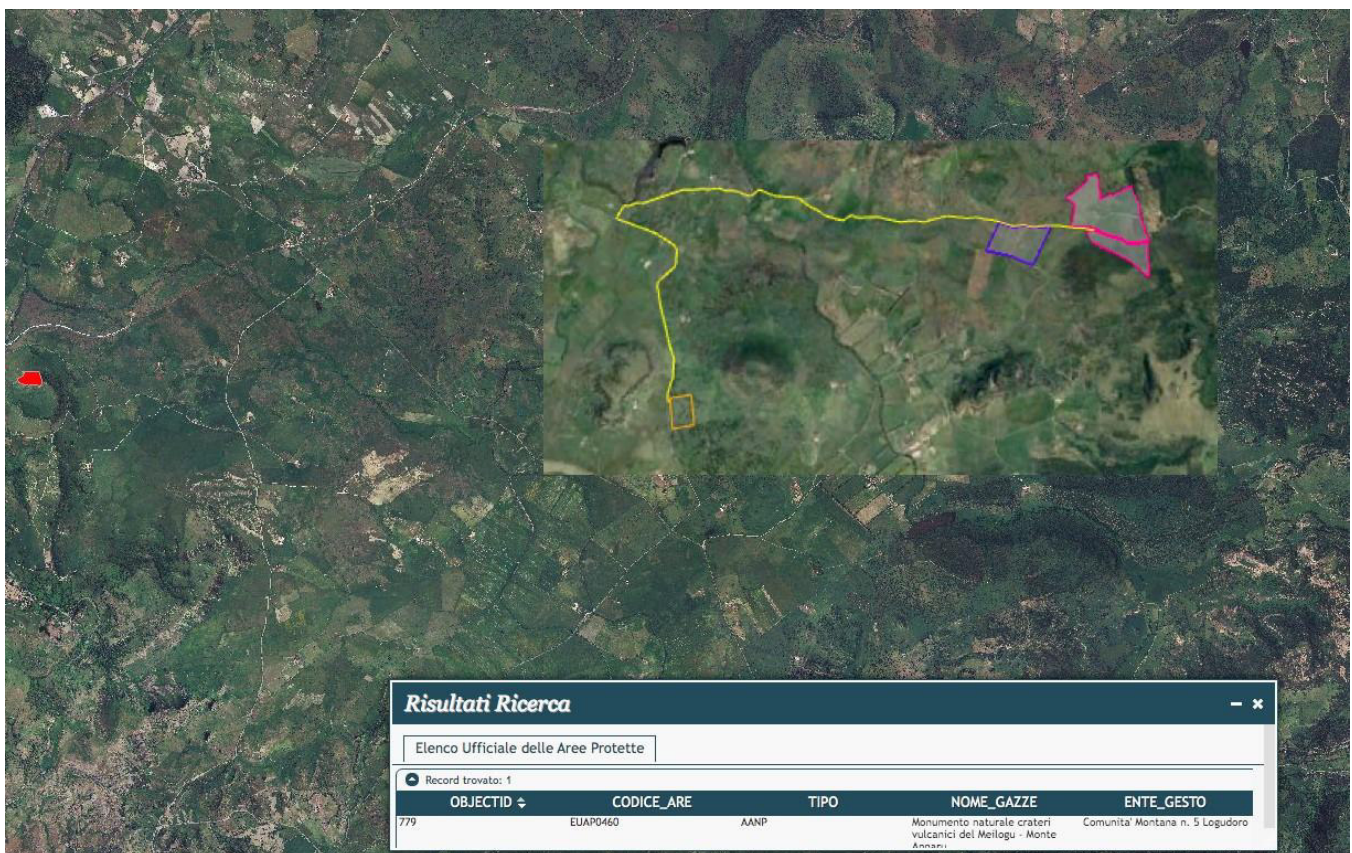 Risultati Ricerca
Elenco Ufficiale delle Aree Protette
Record trovato: 1
OBJECTID CODICE_ARE TIPO NOME_GAZZE ENTE_GESTO
779 EUAP0460 AANP Monumento naturale crateri Comunita' Montana n. 5 Logudoro
vulcanici del Meilogu - Monte
Annaru